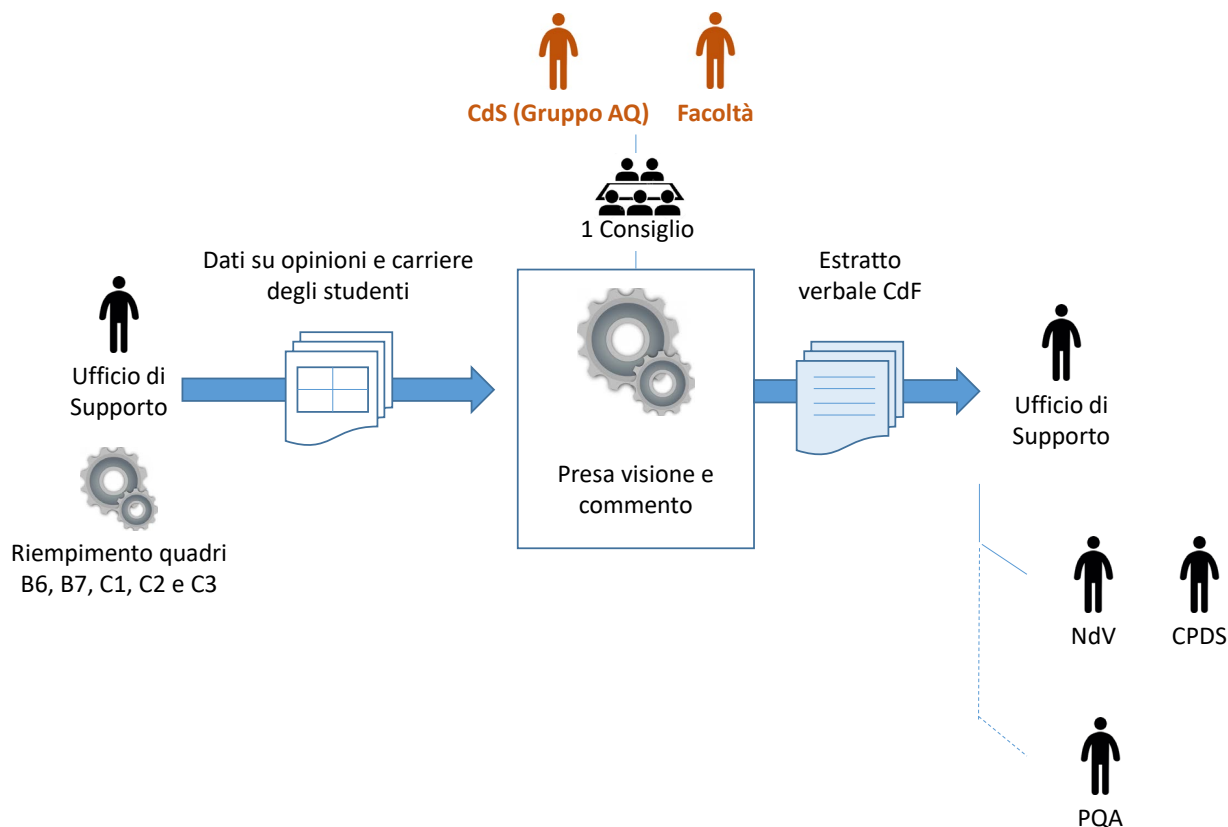 CdS (Gruppo AQ)
Facoltà
1 Consiglio
Dati su opinioni e carriere
degli studenti
Estratto
verbale CdF
Ufficio di
Supporto
Presa visione e
commento
Ufficio di
Supporto
Riempimento quadri
B6, B7, C1, C2 e C3
NdV
CPDS
PQA